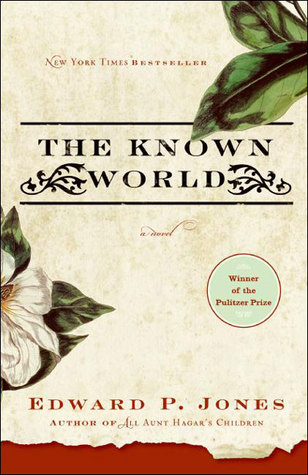 NEW YORK TIMES BESTSELLER
THE KNOWN
WORLD
a novel
Winner
of the
Pulitzer Prize
EDWARD P. JONES
AUTHOR OF ALL AUNT HAGAR'S CHILDREN